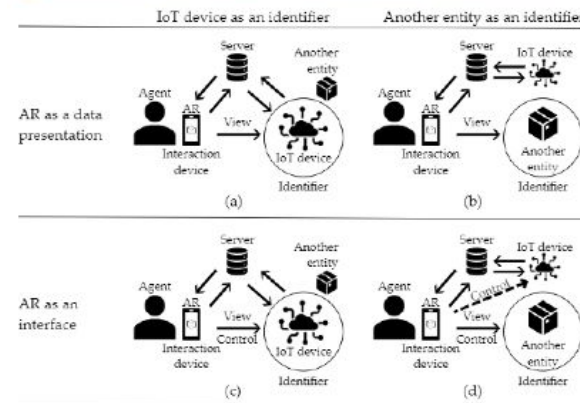 IoT device as an identifier
Another entity as an identifier
AR as a data
presentation
Agent
AR
Server
Another
entity
View
IoT device
Interaction
device
Identifier
(a)
Agent
AR
Server
IoT device
View
Another
entity
Interaction
device
Identifier
(b)
AR as an
interface
Agent
AR
Server
Another
entity
View
Control
IoT device
Interaction
device
Identifier
(c)
Agent
AR
Server
IoT device
Control
View
Control
Another
entity
Interaction
device
Identifier
(d)